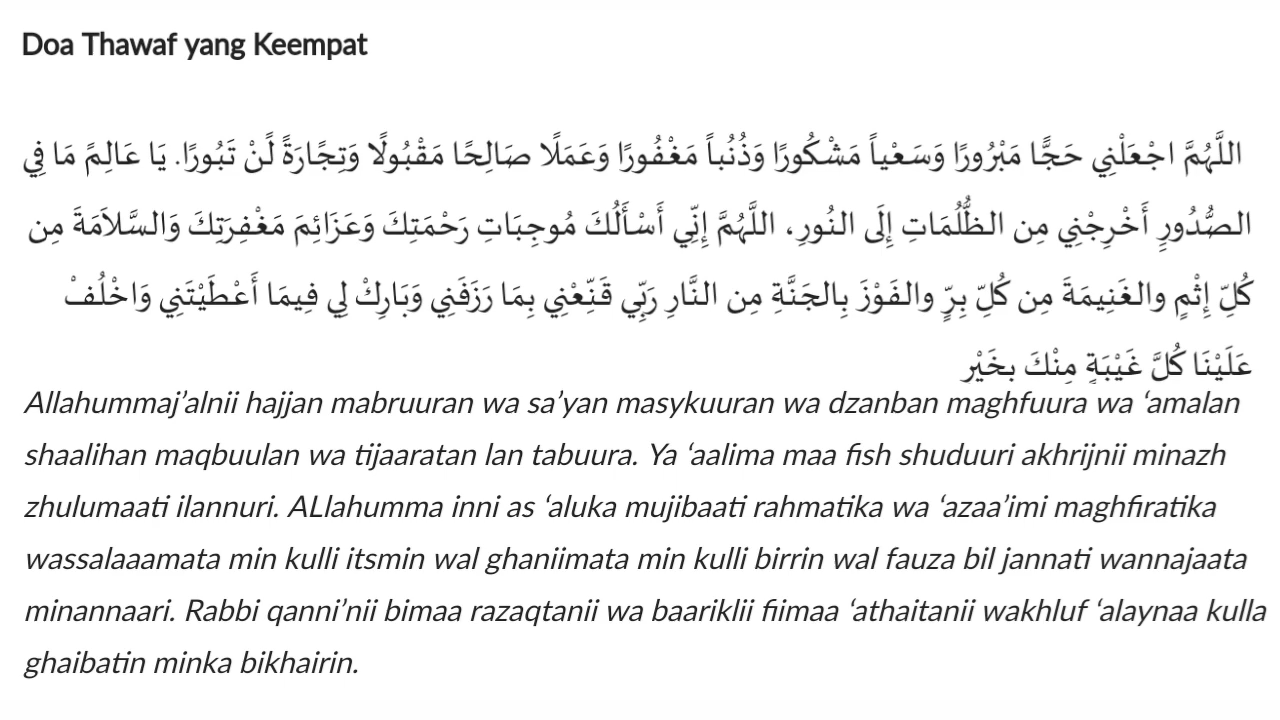 Doa Thawaf yang Keempat
اللَّهُمَّ اجْعَلْنِي حَجًّا مَبْرُورًا وَسَعْياً مَشْكُورًا وَذُنُباً مَغْفُورًا وَعَمَلًا صَالِحًا مَقْبُولًا وَتِجًارَةً لًنْ تَبُورًا. يَا عَالِمً مَا فِي
الصُّدُورِ أَخْرِجْنِي مِن الظُّلُمَاتِ إِلَى النُورِ، اللَّهُمَّ إِنِّي أَسْأَلُكَ مُوجِبَاتِ رَحْمَتِكَ وَعَزَائِمَ مَغْفِرَتِكَ وَالسَّلاَمَةَ مِن
كُلِّ إِثْمٍ والغَنِيمَةَ مِن كُلِّ بِرٍّ والفَوْزَ بِالجَنَّةِ مِن النَّارِ رَبِّي قَنِّعْنِي بِمَا رَزَقَنِي وَبَارِكْ لِي فِيمَا أَعْطَيْتَنِي وَاخْلُفْ
عَلَيْنَا كُلَّ غَيْبَةٍ مِنْكَ بِخَيْر
Allahummaj’alnii hajjan mabruuran wa sa’yan masykuuran wa dzanban maghfuura wa ‘amalan
shaalihan maqbuulan wa tijaaratan lan tabuura. Ya ‘aalima maa fish shuduuri akhrijnii minazh
zhulumaati ilannuri. ALlahumma inni as ‘aluka mujibaati rahmatika wa ‘azaa’imi maghfiratika
wassalaaamata min kulli itsmin wal ghaniimata min kulli birrin wal fauza bil jannati wannajaata
minannaari. Rabbi qanni’nii bimaa razaqtanii wa baariklii fiimaa ‘athaitanii wakhluf ‘alaynaa kulla
ghaibatin minka bikhairin.